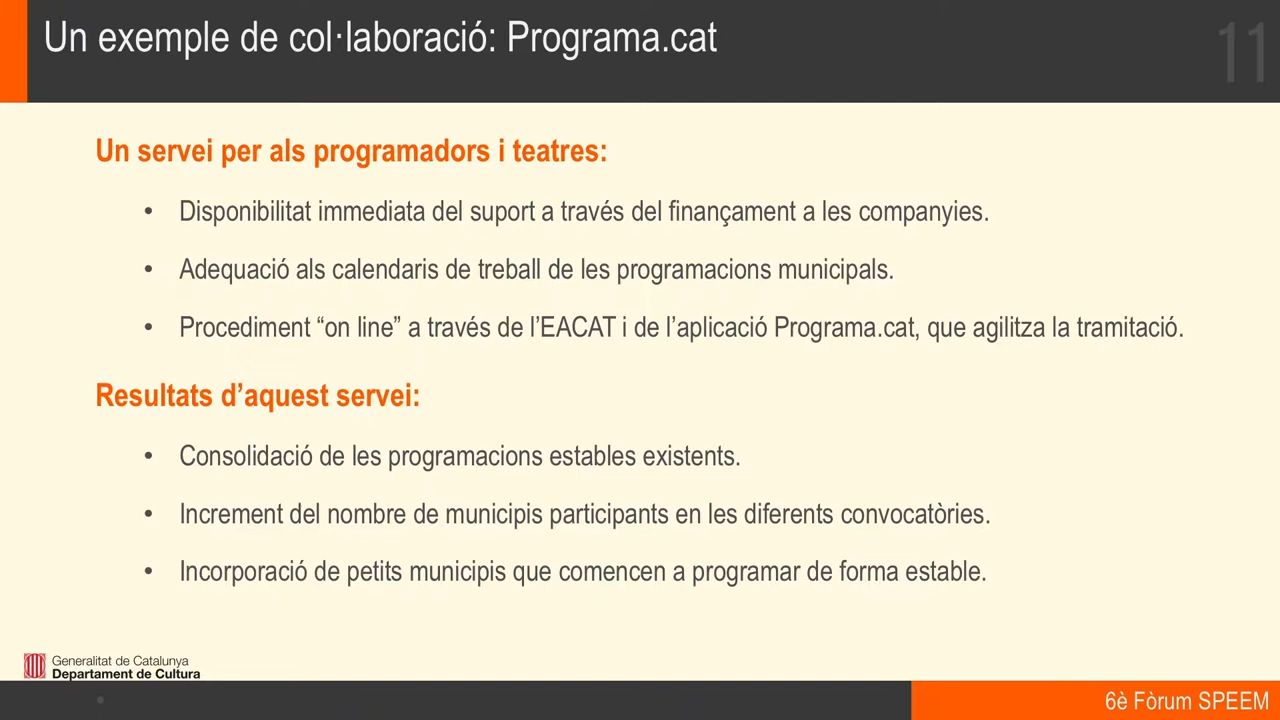 Un exemple de col·laboració: Programa.cat
11
Un servei per als programadors i teatres:
• Disponibilitat immediata del suport a través del finançament a les companyies.
• Adequació als calendaris de treball de les programacions municipals.
• Procediment “on line” a través de l’EACAT i de l’aplicació Programa.cat, que agilitza la tramitació.
Resultats d’aquest servei:
• Consolidació de les programacions estables existents.
• Increment del nombre de municipis participants en les diferents convocatòries.
• Incorporació de petits municipis que comencen a programar de forma estable.
Generalitat de Catalunya
Departament de Cultura
6è Fòrum SPEEM